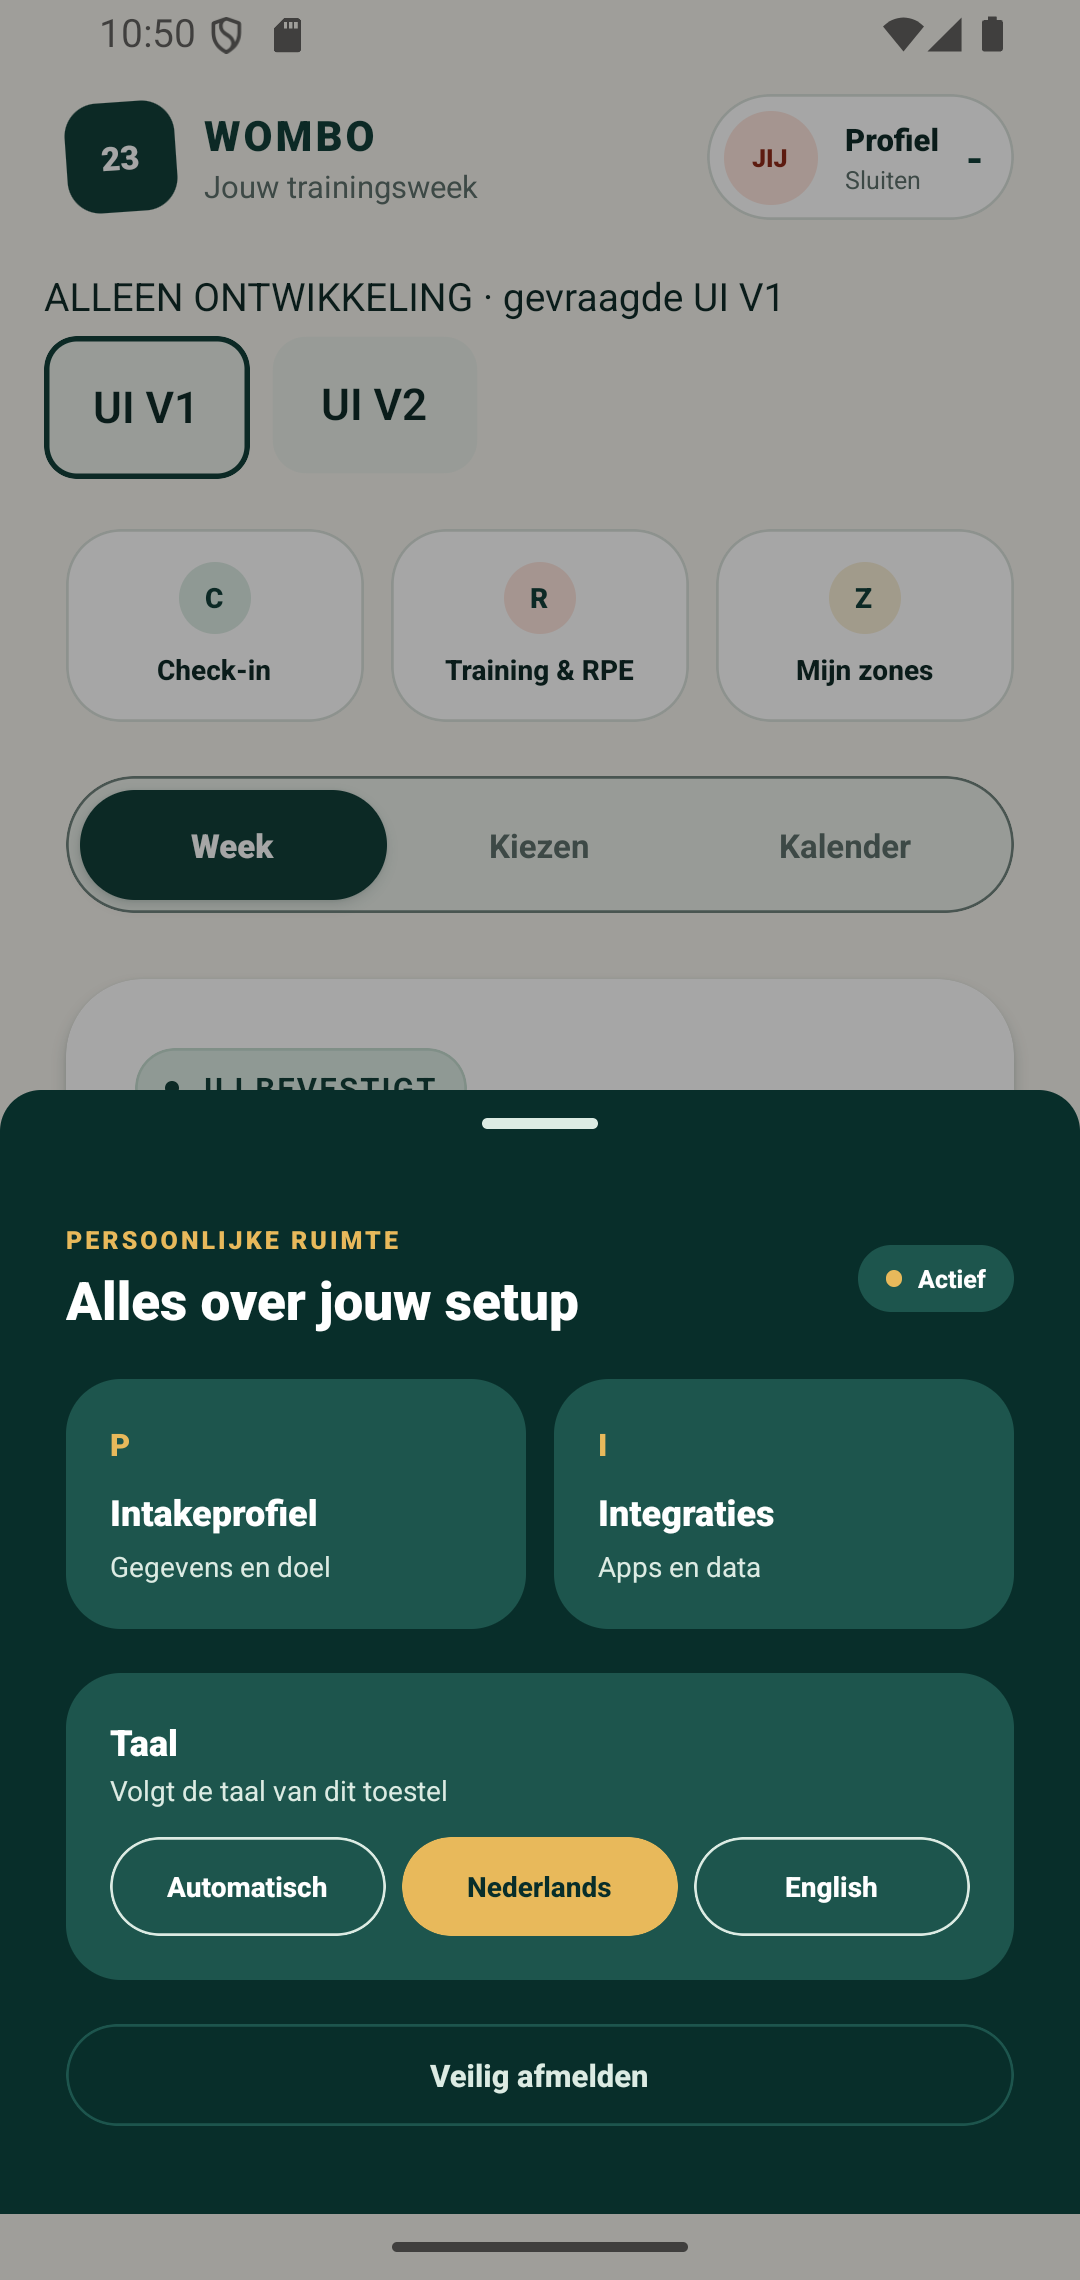 10:50
23
WOMBO
Jouw trainingsweek
JIJ
Profiel
Sluiten
-
ALLEEN ONTWIKKELING · gevraagde UI V1
UI V1
UI V2
C
Check-in
R
Training & RPE
Z
Mijn zones
Week
Kiezen
Kalender
PERSOONLIJKE RUIMTE
Alles over jouw setup
Actief
P
Intakeprofiel
Gegevens en doel
I
Integraties
Apps en data
Taal
Volgt de taal van dit toestel
Automatisch
Nederlands
English
Veilig afmelden